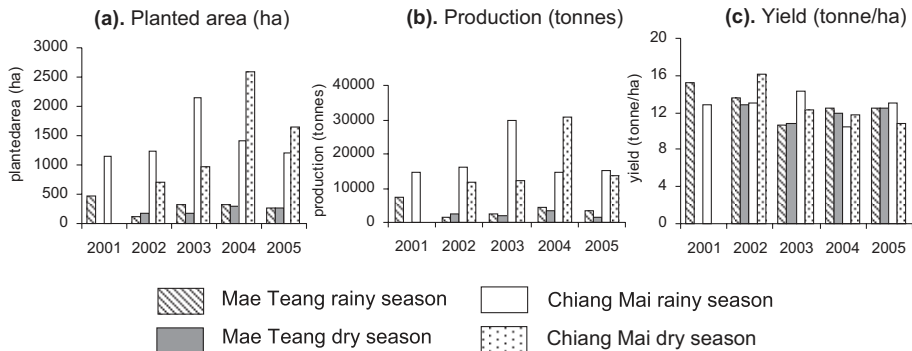 (a). Planted area (ha)
plantedarea (ha)
3000
2500
2000
1500
1000
500
0
2001 2002 2003 2004 2005
(b). Production (tonnes)
production (tonnes)
40000
30000
20000
10000
0
2001 2002 2003 2004 2005
(c). Yield (tonne/ha)
yield (tonne/ha)
20
16
12
8
4
0
2001 2002 2003 2004 2005
Mae Teang rainy season
Chiang Mai rainy season
Mae Teang dry season
Chiang Mai dry season